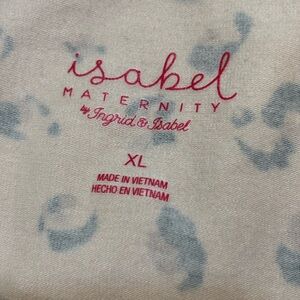 isabel
MATERNITY
by Ingrid & Isabel
XL
MADE IN VIETNAM
HECHO EN VIETNAM